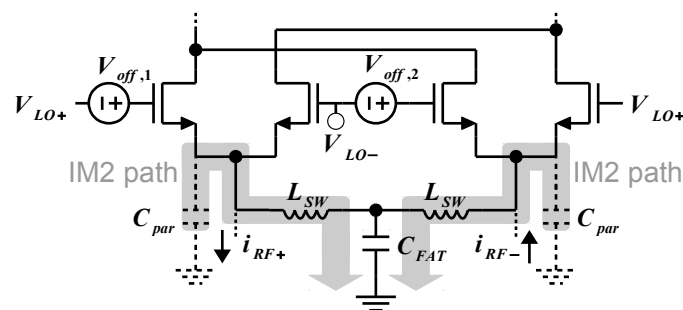 V_off,1
V_off,2
V_LO+
V_LO-
V_LO+
IM2 path
IM2 path
L_SW
L_SW
C_par
C_par
i_RF+
C_FAT
i_RF-